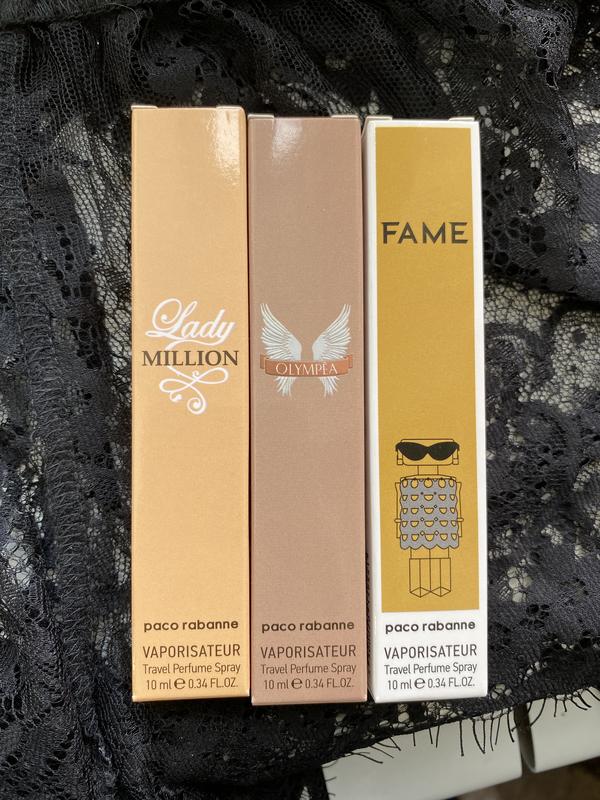 Lady
MILLION
paco rabanne
VAPORISATEUR
Travel Perfume Spray
10 ml ℮ 0.34 FL.OZ.
OLYMPÉA
paco rabanne
VAPORISATEUR
Travel Perfume Spray
10 ml ℮ 0.34 FL.OZ.
FAME
paco rabanne
VAPORISATEUR
Travel Perfume Spray
10 ml ℮ 0.34 FL.OZ.